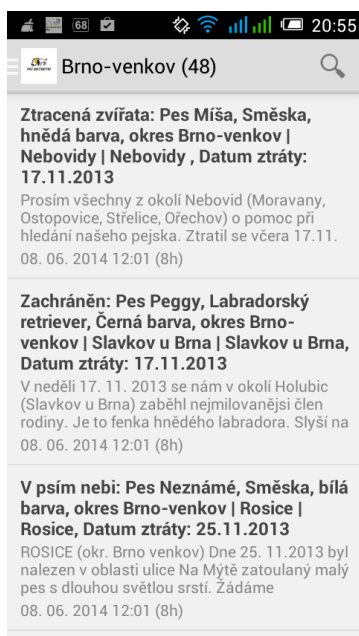 68
20:55
Brno-venkov (48)
Ztracená zvířata: Pes Míša, Směska,
hnědá barva, okres Brno-venkov |
Nebovidy | Nebovidy , Datum ztráty:
17.11.2013
Prosím všechny z okolí Nebovid (Moravany,
Ostopovice, Střelice, Ořechov) o pomoc při
hledání našeho pejska. Ztratil se včera 17.11.
08. 06. 2014 12:01 (8h)
Zachráněn: Pes Peggy, Labradorský
retriever, Černá barva, okres Brno-
venkov | Slavkov u Brna | Slavkov u Brna,
Datum ztráty: 17.11.2013
V neděli 17. 11. 2013 se nám v okolí Holubic
(Slavkov u Brna) zaběhl nejmilovanějsi člen
rodiny. Je to fenka hnědého labradora. Slyší na
08. 06. 2014 12:01 (8h)
V psím nebi: Pes Neznámé, Směska, bílá
barva, okres Brno-venkov | Rosice |
Rosice, Datum ztráty: 25.11.2013
ROSICE (okr. Brno venkov) Dne 25. 11.2013 byl
nalezen v oblasti ulice Na Mýtě zatoulaný malý
pes s dlouhou světlou srstí. Žádáme
08. 06. 2014 12:01 (8h)